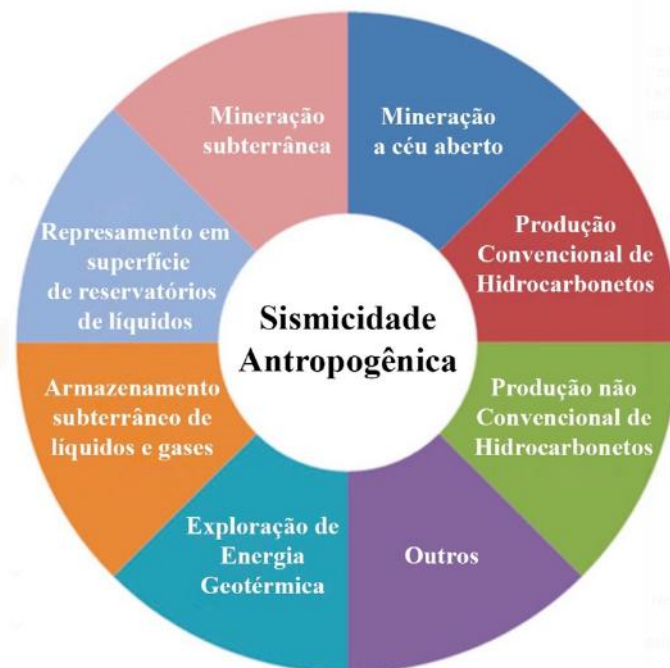 Sismicidade
Antropogênica
Mineração
a céu aberto
Produção
Convencional de
Hidrocarbonetos
Produção não
Convencional de
Hidrocarbonetos
Outros
Exploração de
Energia
Geotérmica
Armazenamento
subterrâneo de
líquidos e gases
Represamento em
superfície
de reservatórios
de líquidos
Mineração
subterrânea